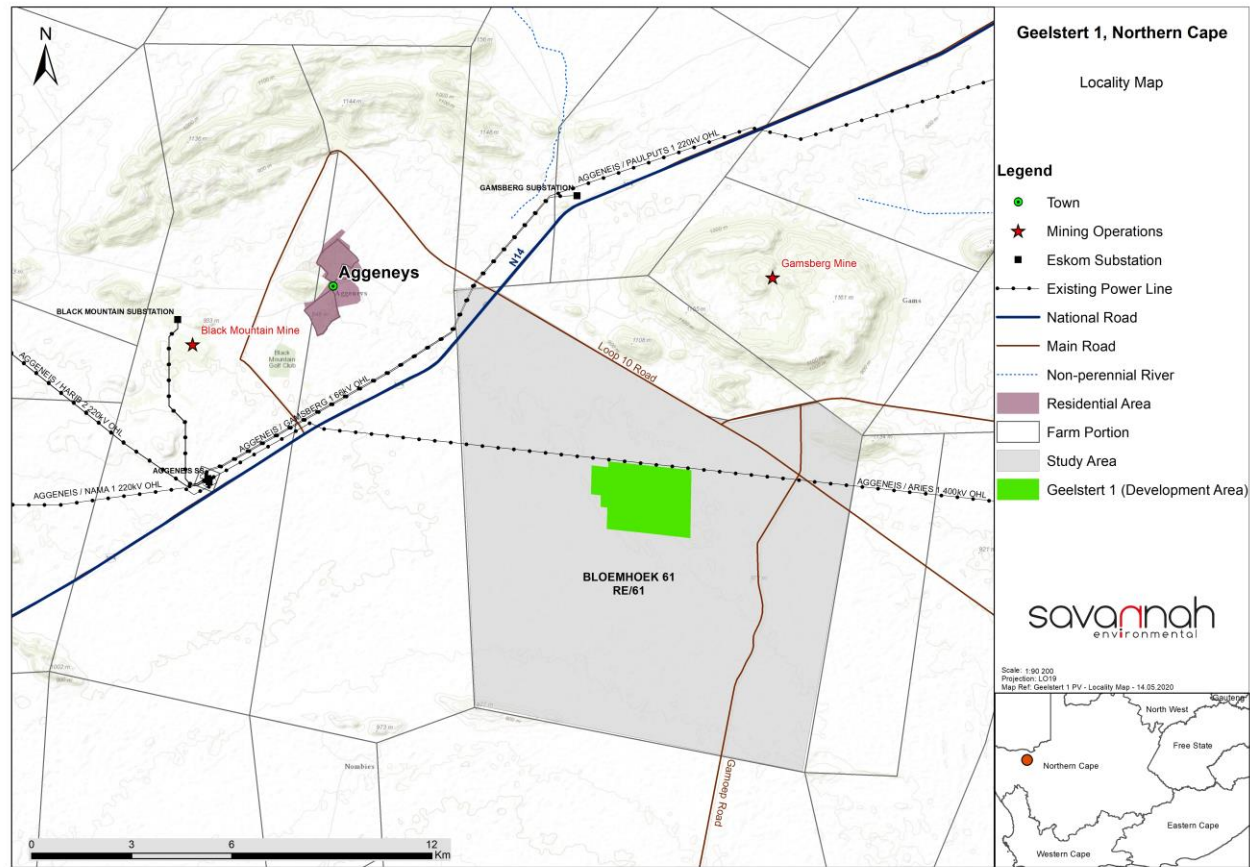 Geelstert 1, Northern Cape
Locality Map
Legend
Town
Mining Operations
Eskom Substation
Existing Power Line
National Road
Main Road
Non-perennial River
Residential Area
Farm Portion
Study Area
Geelstert 1 (Development Area)
savannah
environmental
Scale: 1:90 200
Projection: LO19
Map Ref: Geelstert 1 PV - Locality Map - 14.05.2020
North West
Gauteng
Free State
Northern Cape
Eastern Cape
Western Cape
N
1144 m
1136 m
AGGENEIS / PAULPUTS 1 220kV OHL
GAMSBERG SUBSTATION
N14
Aggeneys
Aggeneys
Gamsberg Mine
Gams
BLACK MOUNTAIN SUBSTATION
Black Mountain Mine
Black
Mountain
Golf Club
Loop 10 Road
AGGENEIS / HARIB 2 220kV OHL
AGGENEIS / GAMSBERG 1 66kV OHL
AGGENEIS SS
AGGENEIS / NAMA 1 220kV OHL
AGGENEIS / ARIES 1 400kV OHL
BLOEMHOEK 61
RE/61
Gamoep Road
973 m
Nombies
0 3 6 12
Km